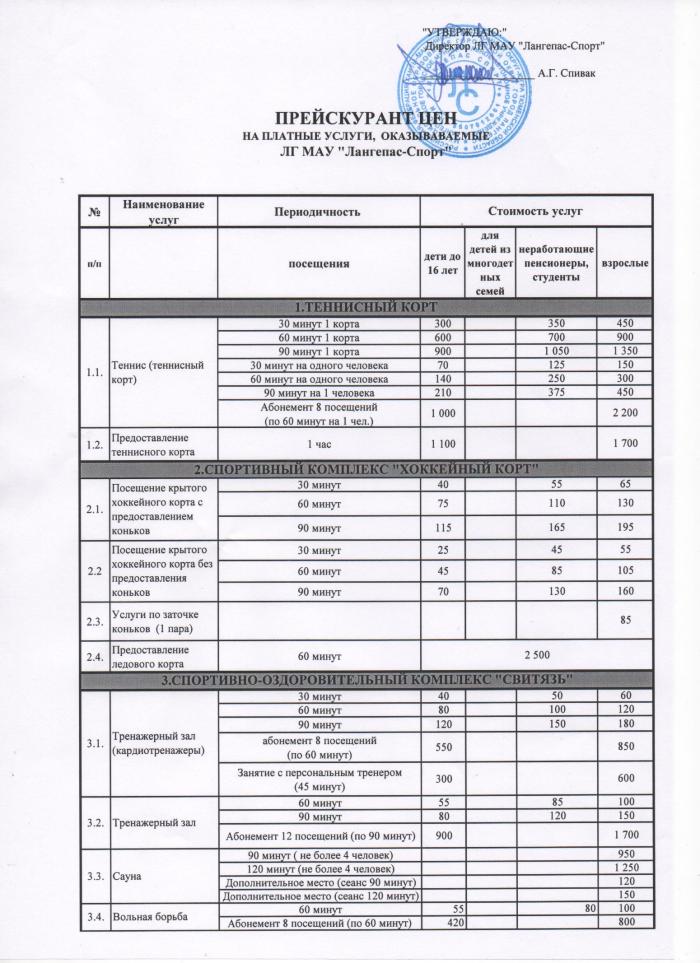 "УТВЕРЖДАЮ:"
Директор ЛГ МАУ "Лангепас-Спорт"
А.Г. Спивак
ПРЕЙСКУРАНТ ЦЕН
НА ПЛАТНЫЕ УСЛУГИ, ОКАЗЫВАЕМЫЕ
ЛГ МАУ "Лангепас-Спорт"
№ Наименование услуг Периодичность Стоимость услуг
п/п посещения дети до 16 лет для детей из многодет ных семей неработающие пенсионеры, студенты взрослые
1.ТЕННИСНЫЙ КОРТ
1.1. Теннис (теннисный корт) 30 минут 1 корта 300 350 450
60 минут 1 корта 600 700 900
90 минут 1 корта 900 1 050 1 350
30 минут на одного человека 70 125 150
60 минут на одного человека 140 250 300
90 минут на 1 человека 210 375 450
Абонемент 8 посещений (по 60 минут на 1 чел.) 1 000 2 200
1.2. Предоставление теннисного корта 1 час 1 100 1 700
2.СПОРТИВНЫЙ КОМПЛЕКС "ХОККЕЙНЫЙ КОРТ"
2.1. Посещение крытого хоккейного корта с предоставлением коньков 30 минут 40 55 65
60 минут 75 110 130
90 минут 115 165 195
2.2 Посещение крытого хоккейного корта без предоставления коньков 30 минут 25 45 55
60 минут 45 85 105
90 минут 70 130 160
2.3. Услуги по заточке коньков (1 пара) 85
2.4. Предоставление ледового корта 60 минут 2 500
3.СПОРТИВНО-ОЗДОРОВИТЕЛЬНЫЙ КОМПЛЕКС "СВИТЯЗЬ"
3.1. Тренажерный зал (кардиотренажеры) 30 минут 40 50 60
60 минут 80 100 120
90 минут 120 150 180
абонемент 8 посещений (по 60 минут) 550 850
Занятие с персональным тренером (45 минут) 300 600
3.2. Тренажерный зал 60 минут 55 85 100
90 минут 80 120 150
Абонемент 12 посещений (по 90 минут) 900 1 700
3.3. Сауна 90 минут ( не более 4 человек) 950
120 минут (не более 4 человек) 1 250
Дополнительное место (сеанс 90 минут) 120
Дополнительное место (сеанс 120 минут) 150
3.4. Вольная борьба 60 минут 55 80 100
Абонемент 8 посещений (по 60 минут) 420 800